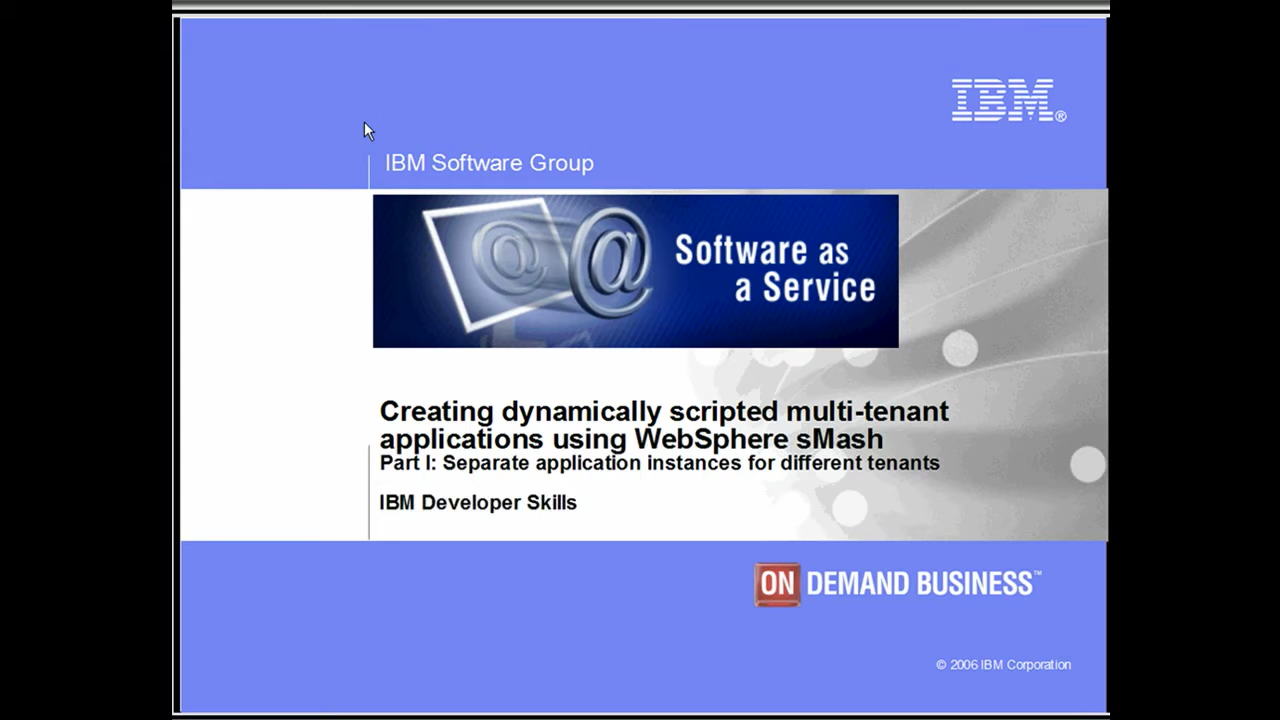 IBM®
IBM Software Group
@ @
Software as
a Service
Creating dynamically scripted multi-tenant
applications using WebSphere sMash
Part I: Separate application instances for different tenants
IBM Developer Skills
ON DEMAND BUSINESS™
© 2006 IBM Corporation